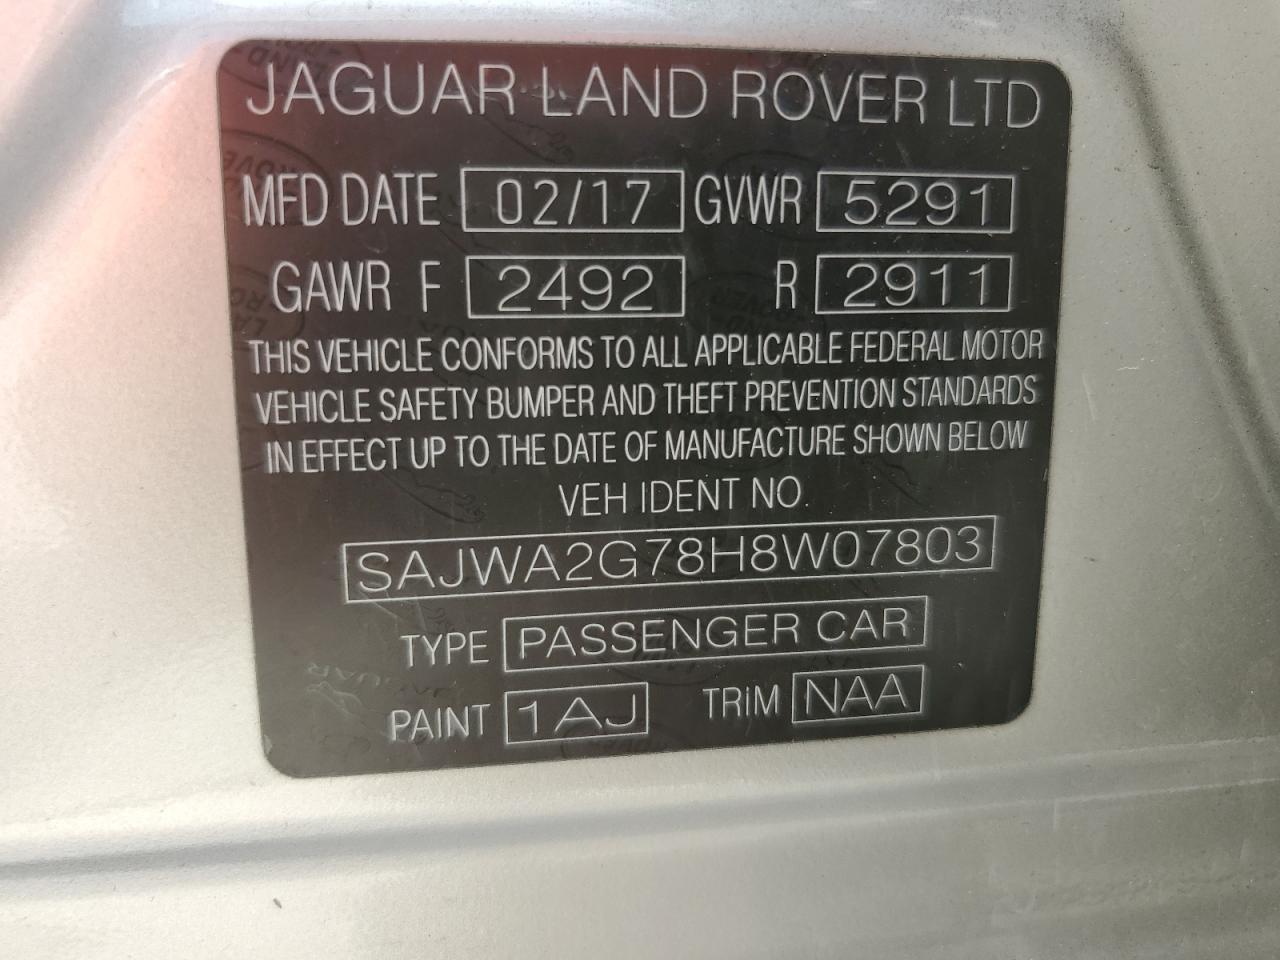 JAGUAR LAND ROVER LTD
MFD DATE 02/17 GVWR 5291
GAWR F 2492 R 2911
THIS VEHICLE CONFORMS TO ALL APPLICABLE FEDERAL MOTOR
VEHICLE SAFETY BUMPER AND THEFT PREVENTION STANDARDS
IN EFFECT UP TO THE DATE OF MANUFACTURE SHOWN BELOW
VEH IDENT NO.
SAJWA2G78H8W07803
TYPE PASSENGER CAR
PAINT 1AJ TRiM NAA